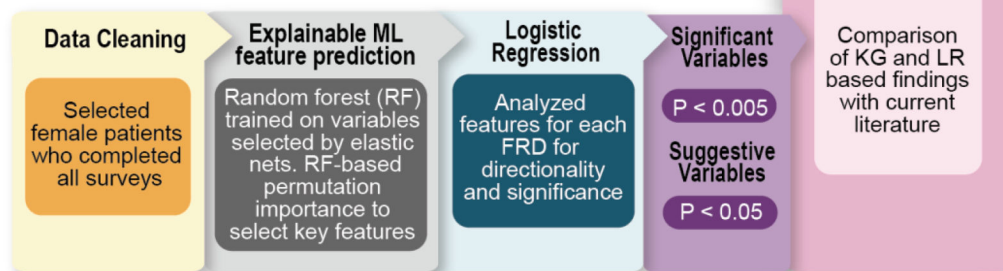 Data Cleaning
Selected
female patients
who completed
all surveys
Explainable ML
feature prediction
Random forest (RF)
trained on variables
selected by elastic
nets. RF-based
permutation
importance to
select key features
Logistic
Regression
Analyzed
features for each
FRD for
directionality
and significance
Significant
Variables
P < 0.005
Suggestive
Variables
P < 0.05
Comparison
of KG and LR
based findings
with current
literature